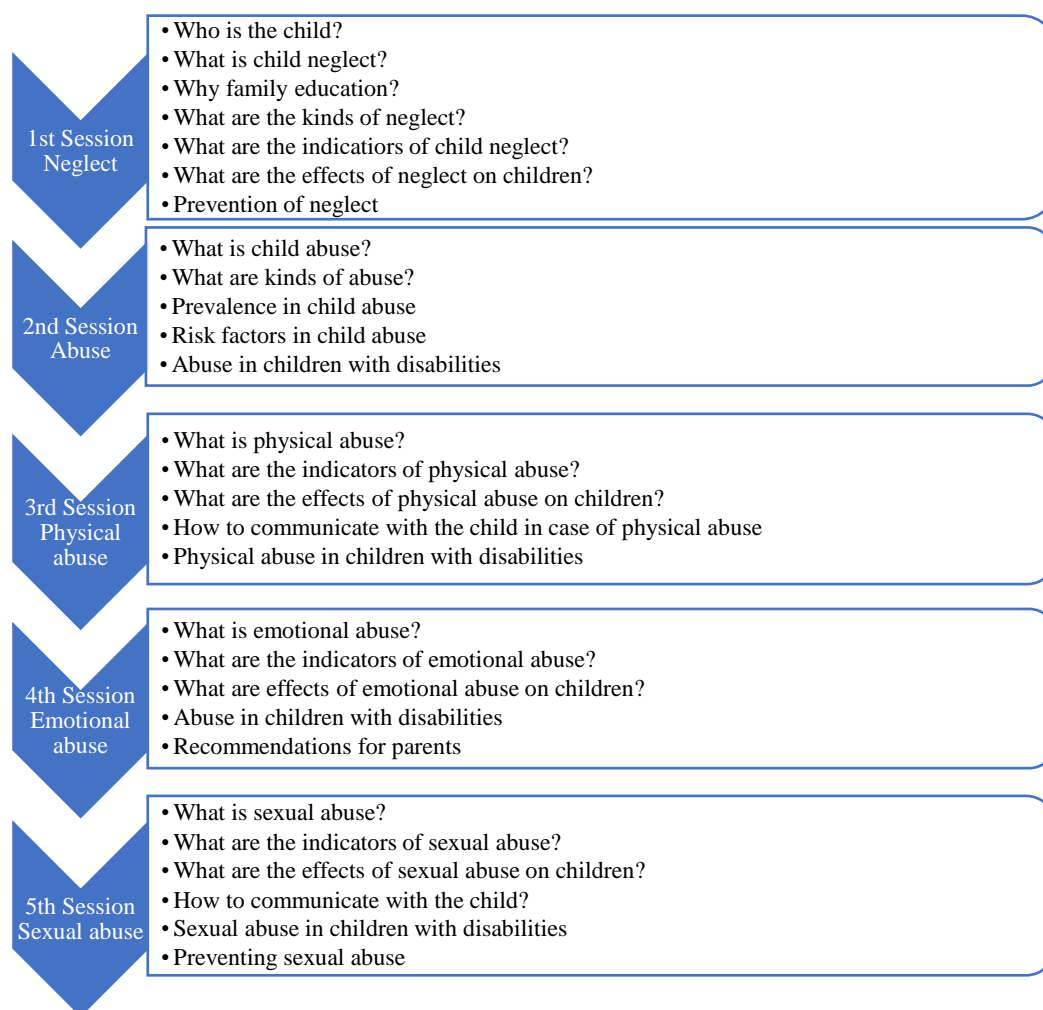 1st Session
Neglect
• Who is the child?
• What is child neglect?
• Why family education?
• What are the kinds of neglect?
• What are the indicatiors of child neglect?
• What are the effects of neglect on children?
• Prevention of neglect
2nd Session
Abuse
• What is child abuse?
• What are kinds of abuse?
• Prevalence in child abuse
• Risk factors in child abuse
• Abuse in children with disabilities
3rd Session
Physical
abuse
• What is physical abuse?
• What are the indicators of physical abuse?
• What are the effects of physical abuse on children?
• How to communicate with the child in case of physical abuse
• Physical abuse in children with disabilities
4th Session
Emotional
abuse
• What is emotional abuse?
• What are the indicators of emotional abuse?
• What are effects of emotional abuse on children?
• Abuse in children with disabilities
• Recommendations for parents
5th Session
Sexual abuse
• What is sexual abuse?
• What are the indicators of sexual abuse?
• What are the effects of sexual abuse on children?
• How to communicate with the child?
• Sexual abuse in children with disabilities
• Preventing sexual abuse